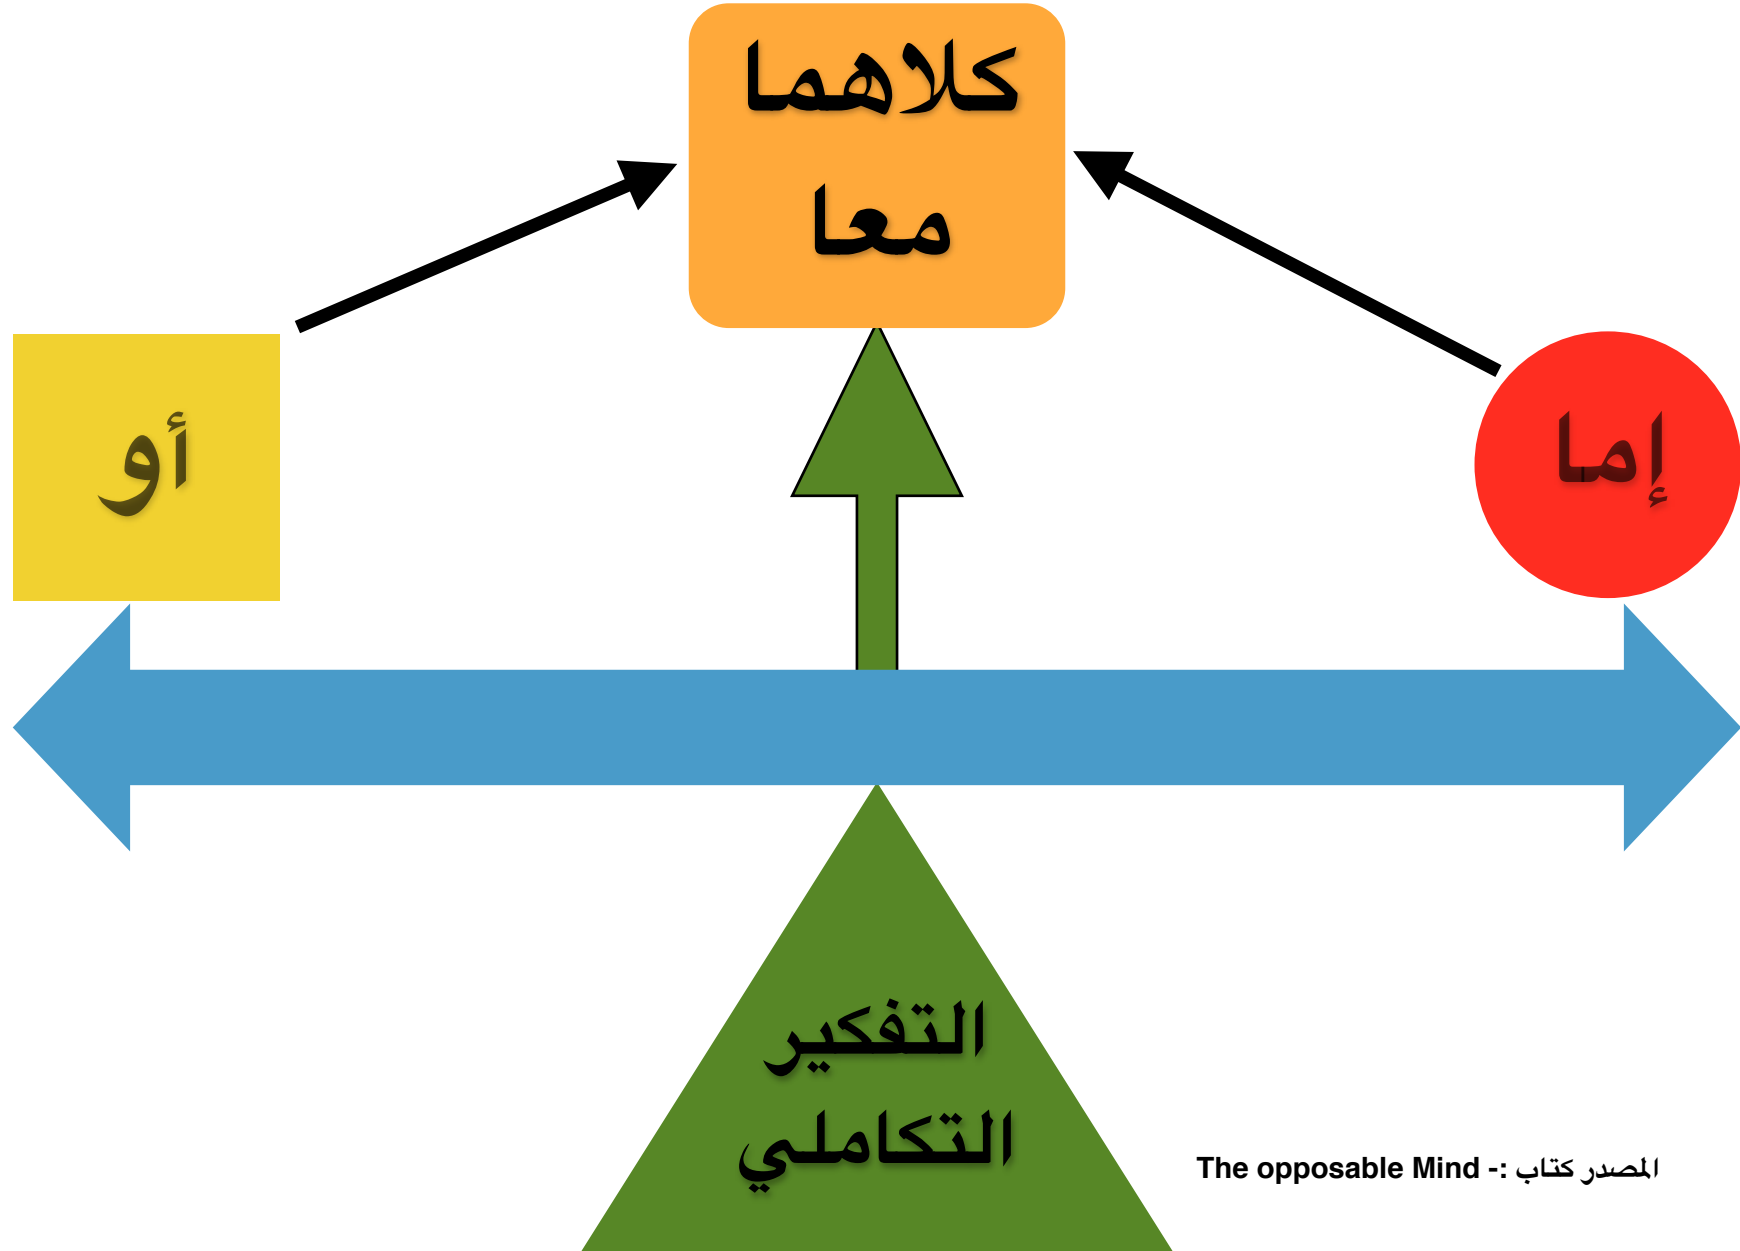 كلاهما
معا
إما
أو
التفكير
التكاملي
المصدر كتاب :- The opposable Mind